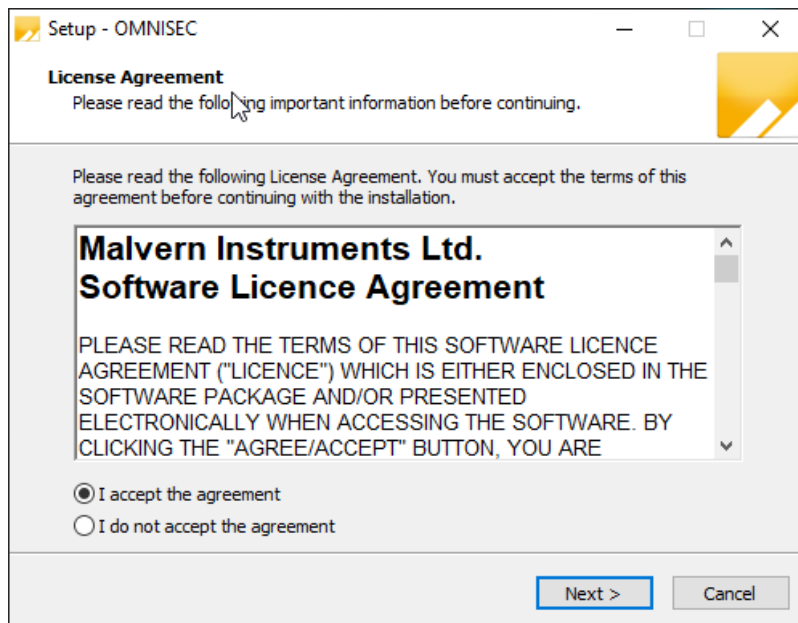 Setup - OMNISEC
License Agreement
Please read the following important information before continuing.
Please read the following License Agreement. You must accept the terms of this
agreement before continuing with the installation.
Malvern Instruments Ltd.
Software Licence Agreement
PLEASE READ THE TERMS OF THIS SOFTWARE LICENCE
AGREEMENT ("LICENCE") WHICH IS EITHER ENCLOSED IN THE
SOFTWARE PACKAGE AND/OR PRESENTED
ELECTRONICALLY WHEN ACCESSING THE SOFTWARE. BY
CLICKING THE "AGREE/ACCEPT" BUTTON, YOU ARE
I accept the agreement
I do not accept the agreement
Next >
Cancel